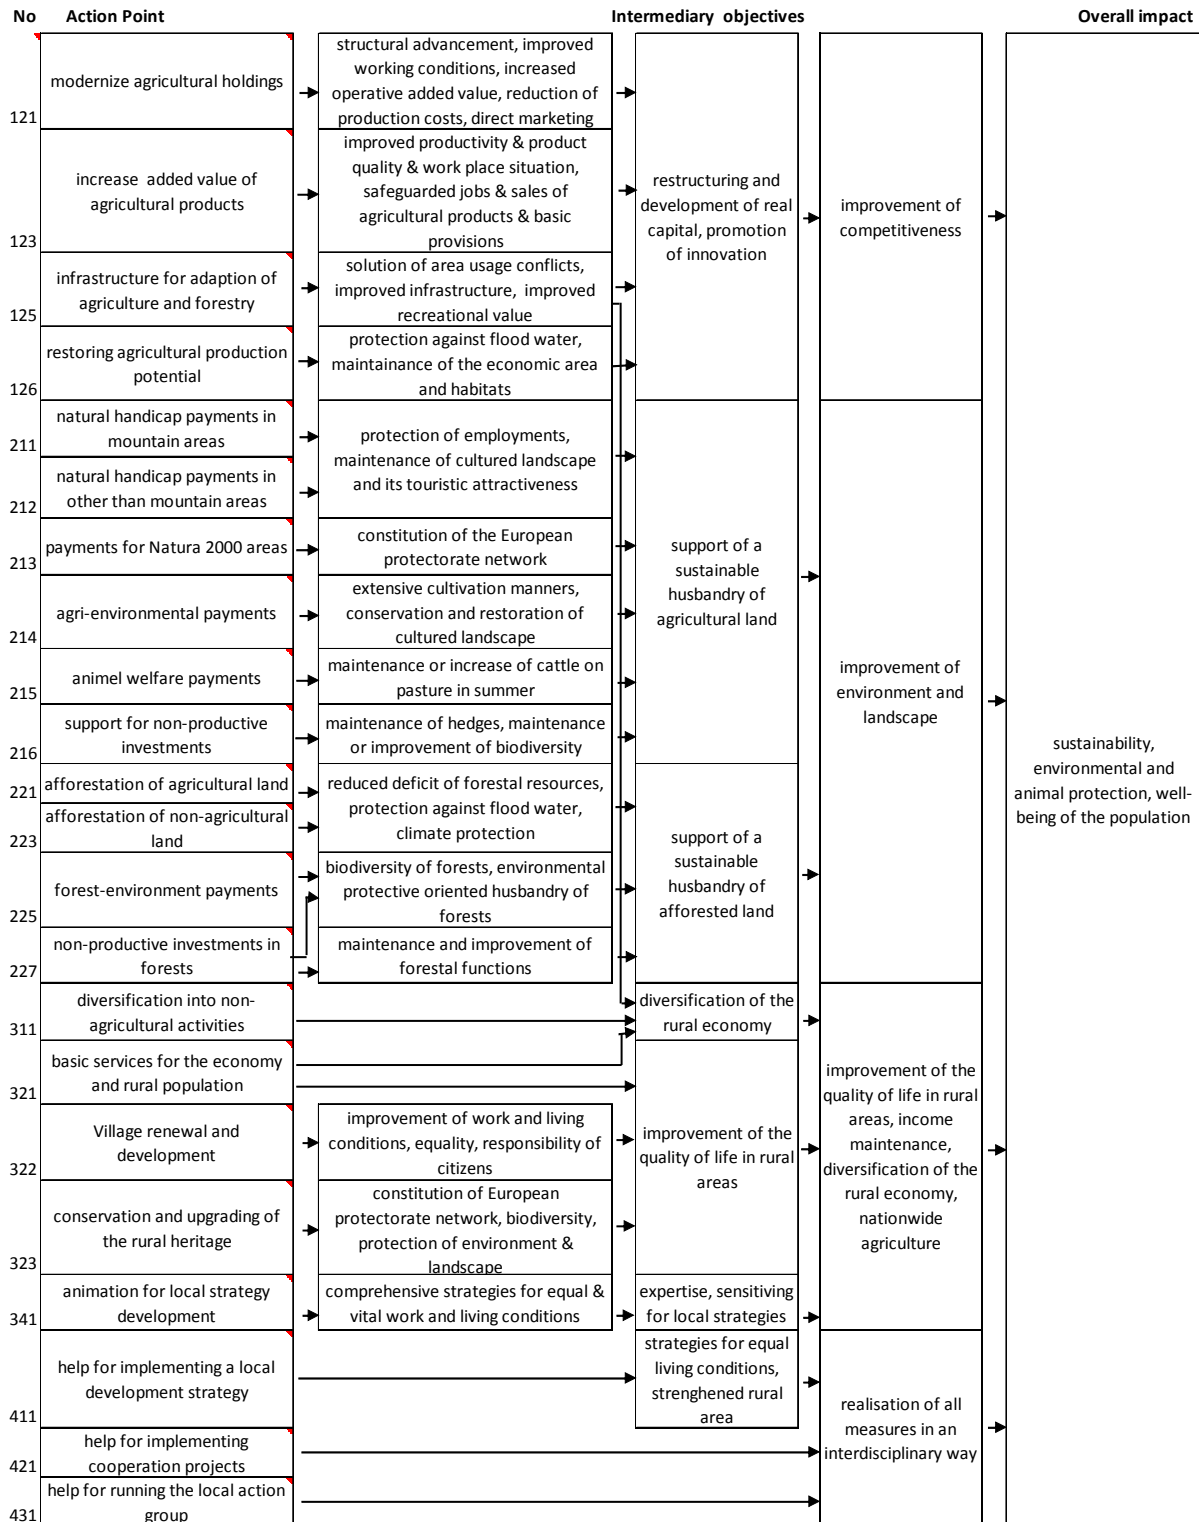 No Action Point Intermediary objectives Overall impact
121
modernize agricultural holdings
structural advancement, improved
working conditions, increased
operative added value, reduction of
production costs, direct marketing
123
increase added value of
agricultural products
improved productivity & product
quality & work place situation,
safeguarded jobs & sales of
agricultural products & basic
provisions
125
infrastructure for adaption of
agriculture and forestry
solution of area usage conflicts,
improved infrastructure, improved
recreational value
126
restoring agricultural production
potential
protection against flood water,
maintainance of the economic area
and habitats
restructuring and
development of real
capital, promotion
of innovation
improvement of
competitiveness
211
natural handicap payments in
mountain areas
212
natural handicap payments in
other than mountain areas
protection of employments,
maintenance of cultured landscape
and its touristic attractiveness
213
payments for Natura 2000 areas
constitution of the European
protectorate network
214
agri-environmental payments
extensive cultivation manners,
conservation and restoration of
cultured landscape
215
animel welfare payments
maintenance or increase of cattle on
pasture in summer
216
support for non-productive
investments
maintenance of hedges, maintenance
or improvement of biodiversity
support of a
sustainable
husbandry of
agricultural land
221
afforestation of agricultural land
223
afforestation of non-agricultural
land
reduced deficit of forestal resources,
protection against flood water,
climate protection
225
forest-environment payments
biodiversity of forests, environmental
protective oriented husbandry of
forests
227
non-productive investments in
forests
maintenance and improvement of
forestal functions
support of a
sustainable
husbandry of
afforested land
improvement of
environment and
landscape
311
diversification into non-
agricultural activities
diversification of the
rural economy
321
basic services for the economy
and rural population
322
Village renewal and
development
improvement of work and living
conditions, equality, responsibility of
citizens
323
conservation and upgrading of
the rural heritage
constitution of European
protectorate network, biodiversity,
protection of environment &
landscape
improvement of the
quality of life in rural
areas
341
animation for local strategy
development
comprehensive strategies for equal &
vital work and living conditions
expertise, sensitiving
for local strategies
improvement of the
quality of life in rural
areas, income
maintenance,
diversification of the
rural economy,
nationwide
agriculture
411
help for implementing a local
development strategy
strategies for equal
living conditions,
strenghened rural
area
421
help for implementing
cooperation projects
431
help for running the local action
group
realisation of all
measures in an
interdisciplinary way
sustainability,
environmental and
animal protection, well-
being of the population